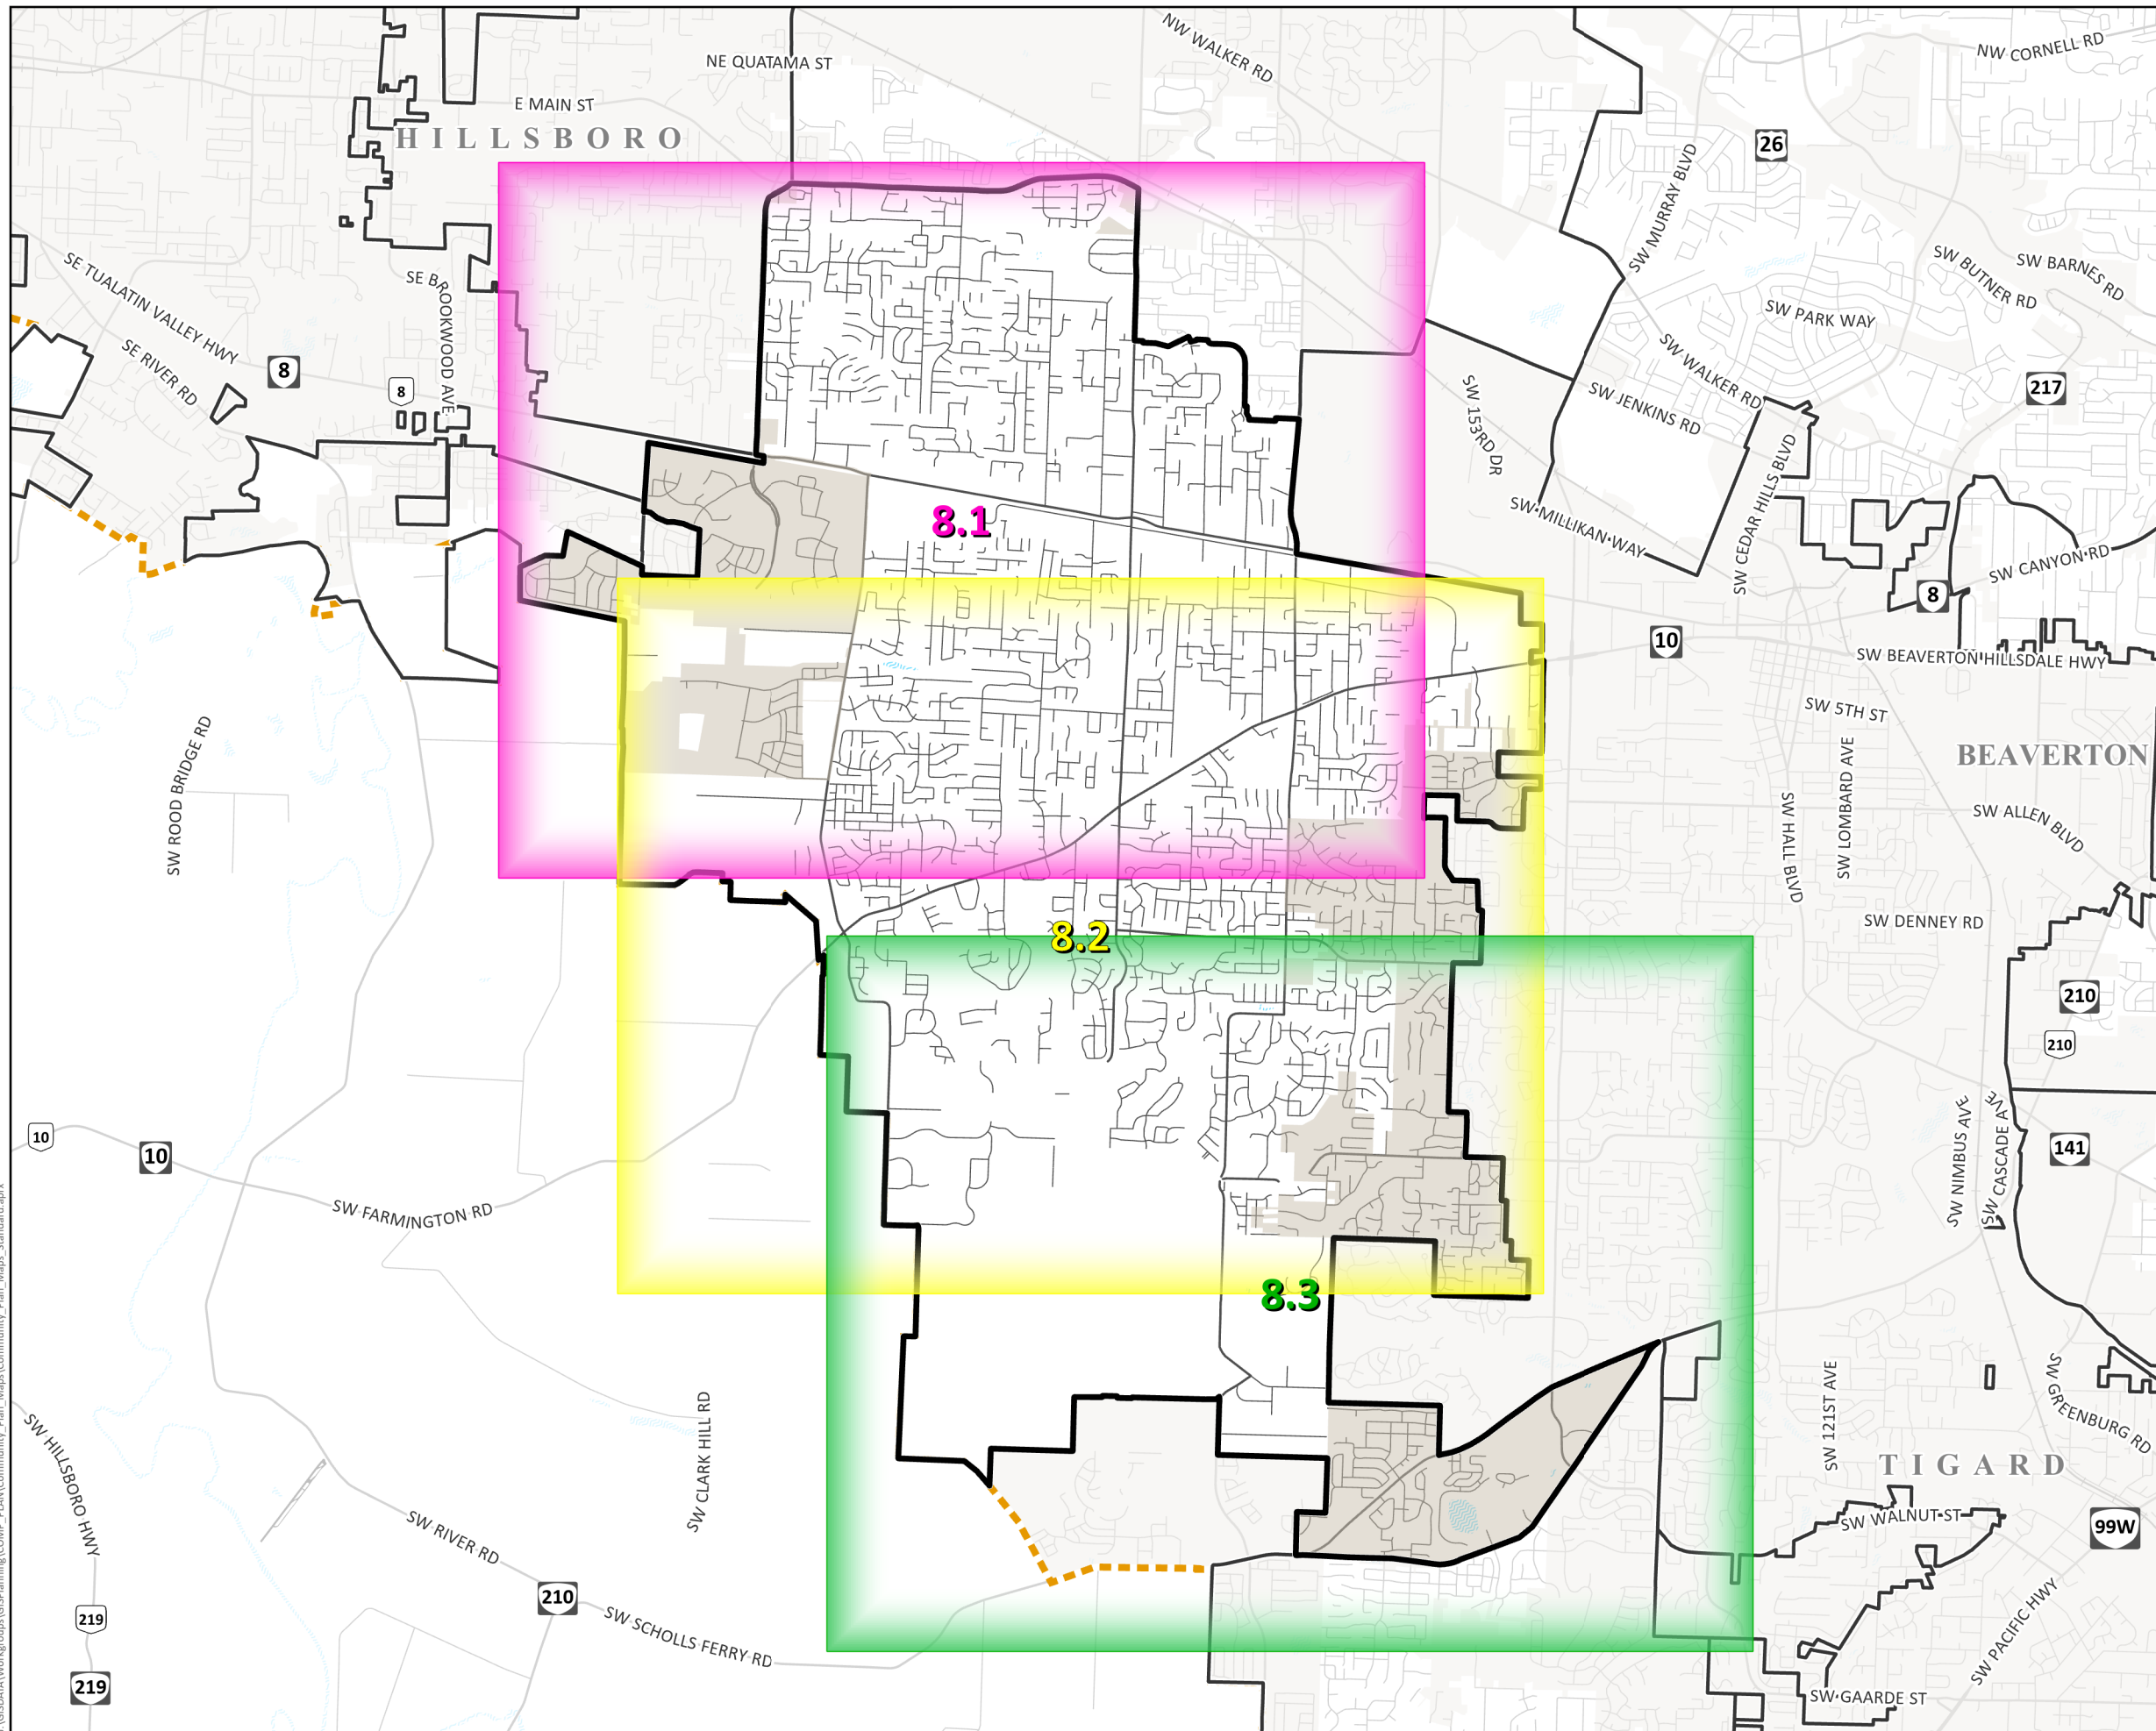 NW CORNELL RD
NW WALKER RD
NE QUATAMA ST
E MAIN ST
HILLSBORO
26
SW MURRAY BLVD
SW BARNES RD
SW BUTNER RD
SE TUALATIN VALLEY HWY
SE BROOKWOOD AVE
SW PARK WAY
SW WALKER RD
SE RIVER RD
8
8
217
SW JENKINS RD
SW 153RD DR
SW CEDAR HILLS BLVD
8.1
SW MILLIKAN WAY
SW CANYON RD
8
10
SW BEAVERTON HILLSDALE HWY
SW 5TH ST
SW ROOD BRIDGE RD
BEAVERTON
SW HALL BLVD
SW LOMBARD AVE
SW ALLEN BLVD
SW DENNEY RD
8.2
210
210
10
10
SW NIMBUS AVE
SW CASCADE AVE
141
SW FARMINGTON RD
8.3
SW CLARK HILL RD
SW 121ST AVE
SW GREENBURG RD
SW HILLSBORO HWY
TIGARD
SW WALNUT ST
99W
SW RIVER RD
210
219
SW SCHOLLS FERRY RD
SW PACIFIC HWY
219
SW GAARDE ST